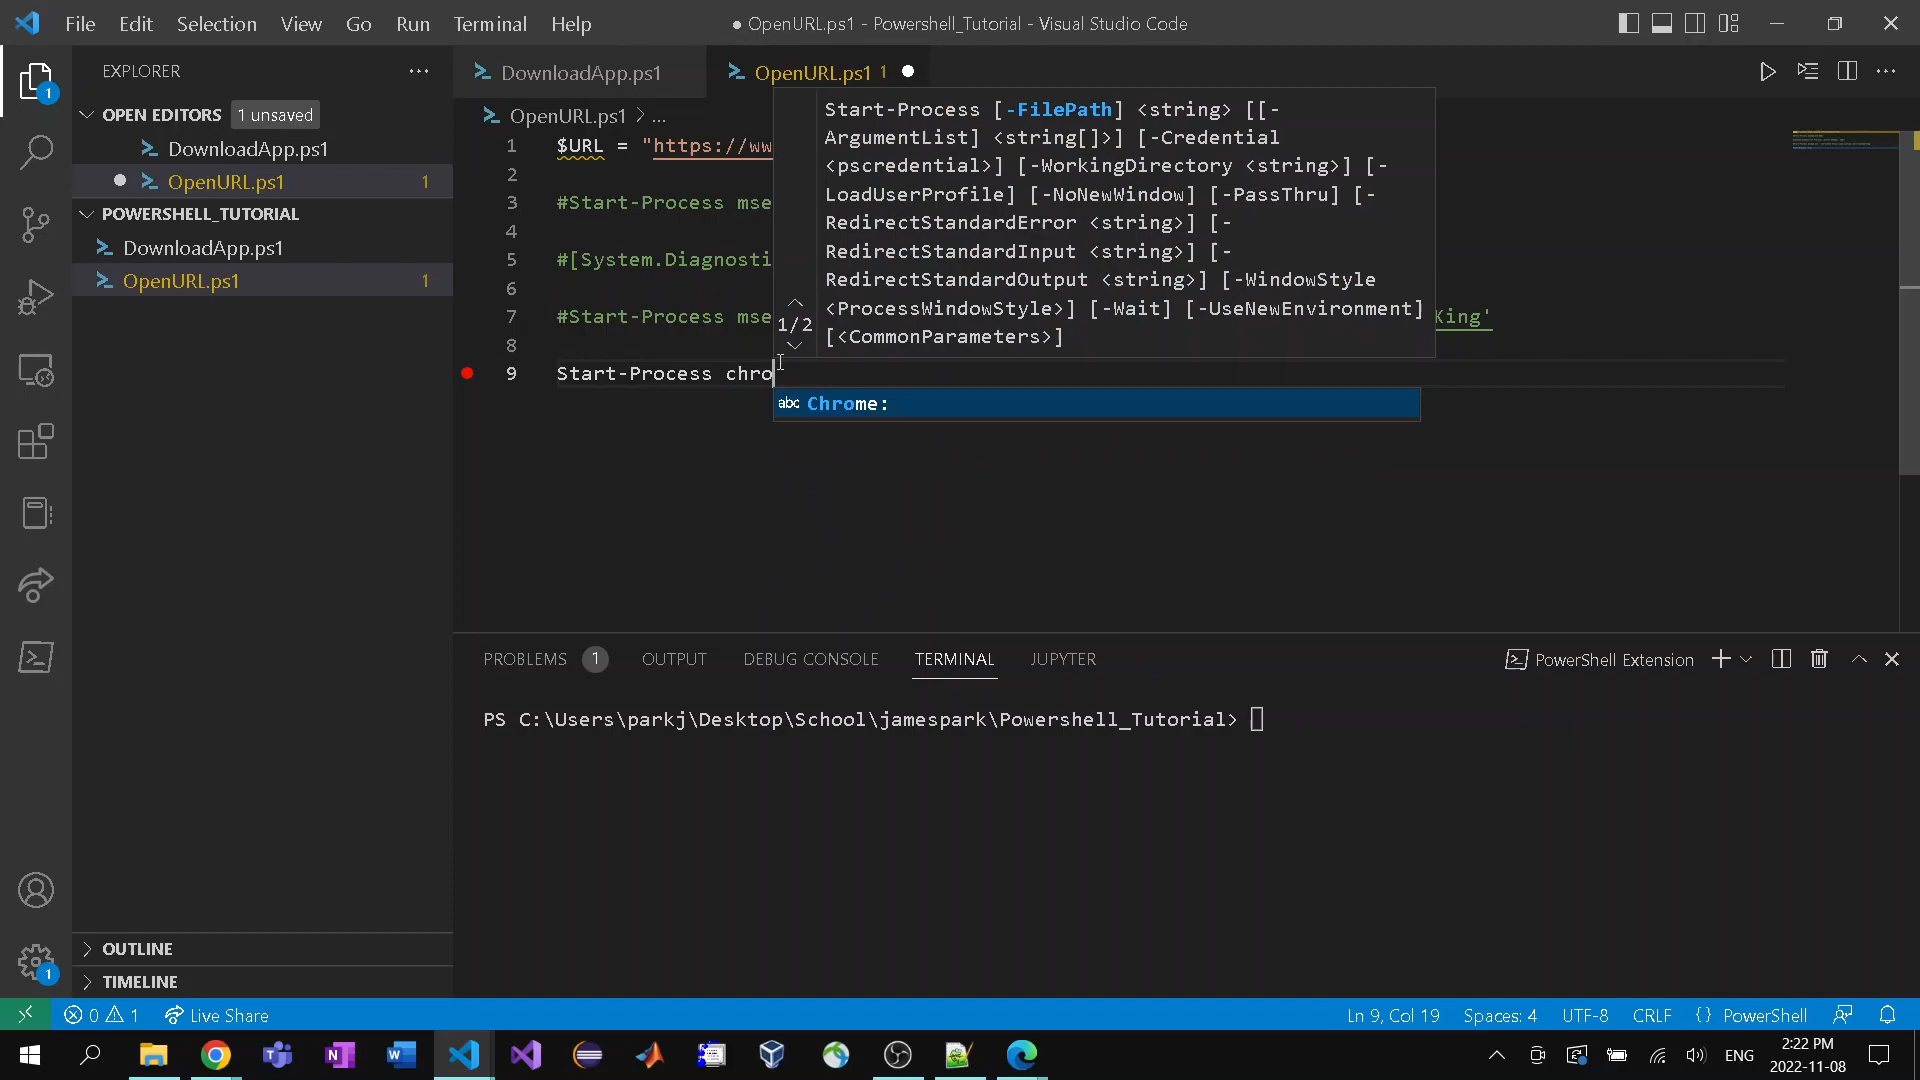 File Edit Selection View Go Run Terminal Help
● OpenURL.ps1 - Powershell_Tutorial - Visual Studio Code
EXPLORER
OPEN EDITORS 1 unsaved
DownloadApp.ps1
OpenURL.ps1 1
POWERSHELL_TUTORIAL
DownloadApp.ps1
OpenURL.ps1 1
OUTLINE
TIMELINE
DownloadApp.ps1 OpenURL.ps1 1
OpenURL.ps1 > ...
1 $URL = "https://ww
2
3 #Start-Process mse
4
5 #[System.Diagnosti
6
7 #Start-Process mse King'
8
9 Start-Process chro
Start-Process [-FilePath] <string> [[-
ArgumentList] <string[]>] [-Credential
<pscredential>] [-WorkingDirectory <string>] [-
LoadUserProfile] [-NoNewWindow] [-PassThru] [-
RedirectStandardError <string>] [-
RedirectStandardInput <string>] [-
RedirectStandardOutput <string>] [-WindowStyle
<ProcessWindowStyle>] [-Wait] [-UseNewEnvironment]
[<CommonParameters>]
1/2
abc Chrome:
PROBLEMS 1 OUTPUT DEBUG CONSOLE TERMINAL JUPYTER
PowerShell Extension
PS C:\Users\parkj\Desktop\School\jamespark\Powershell_Tutorial>
1
1
0 1 Live Share
Ln 9, Col 19 Spaces: 4 UTF-8 CRLF {} PowerShell
ENG
2:22 PM
2022-11-08